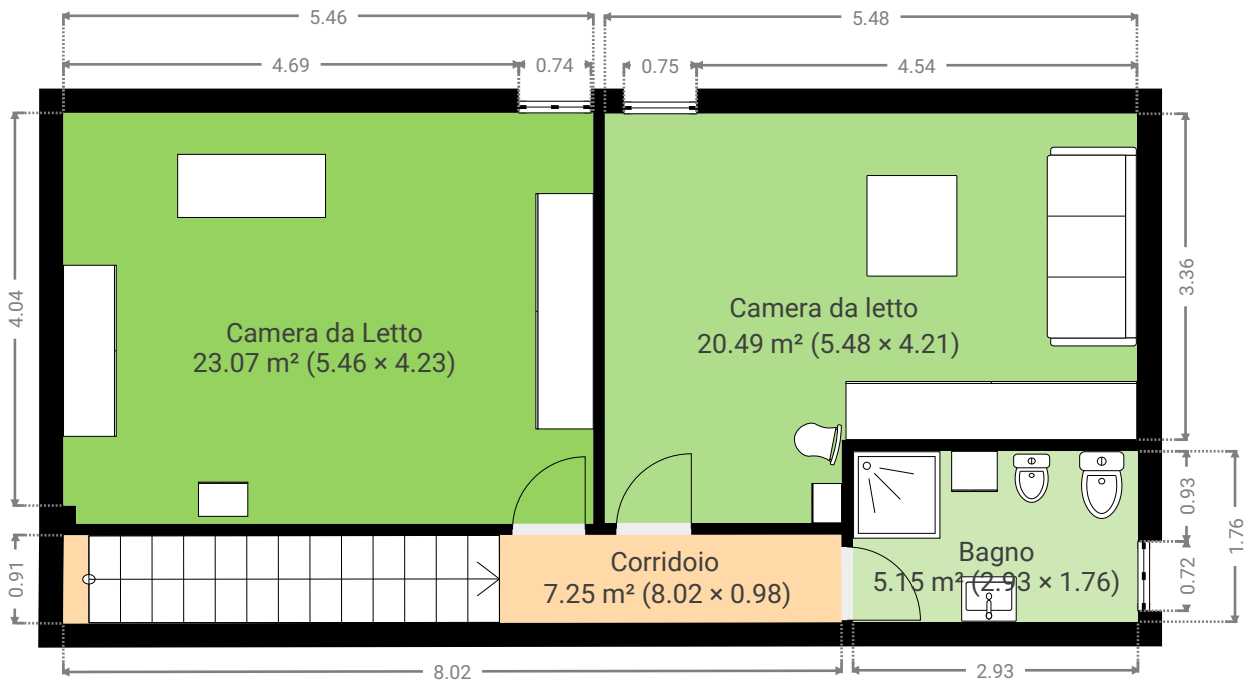 5.46
5.48
4.69
0.74
0.75
4.54
4.04
3.36
Camera da Letto
23.07 m² (5.46 × 4.23)
Camera da letto
20.49 m² (5.48 × 4.21)
0.91
Corridoio
7.25 m² (8.02 × 0.98)
Bagno
5.15 m² (2.93 × 1.76)
0.93
0.72
1.76
8.02
2.93